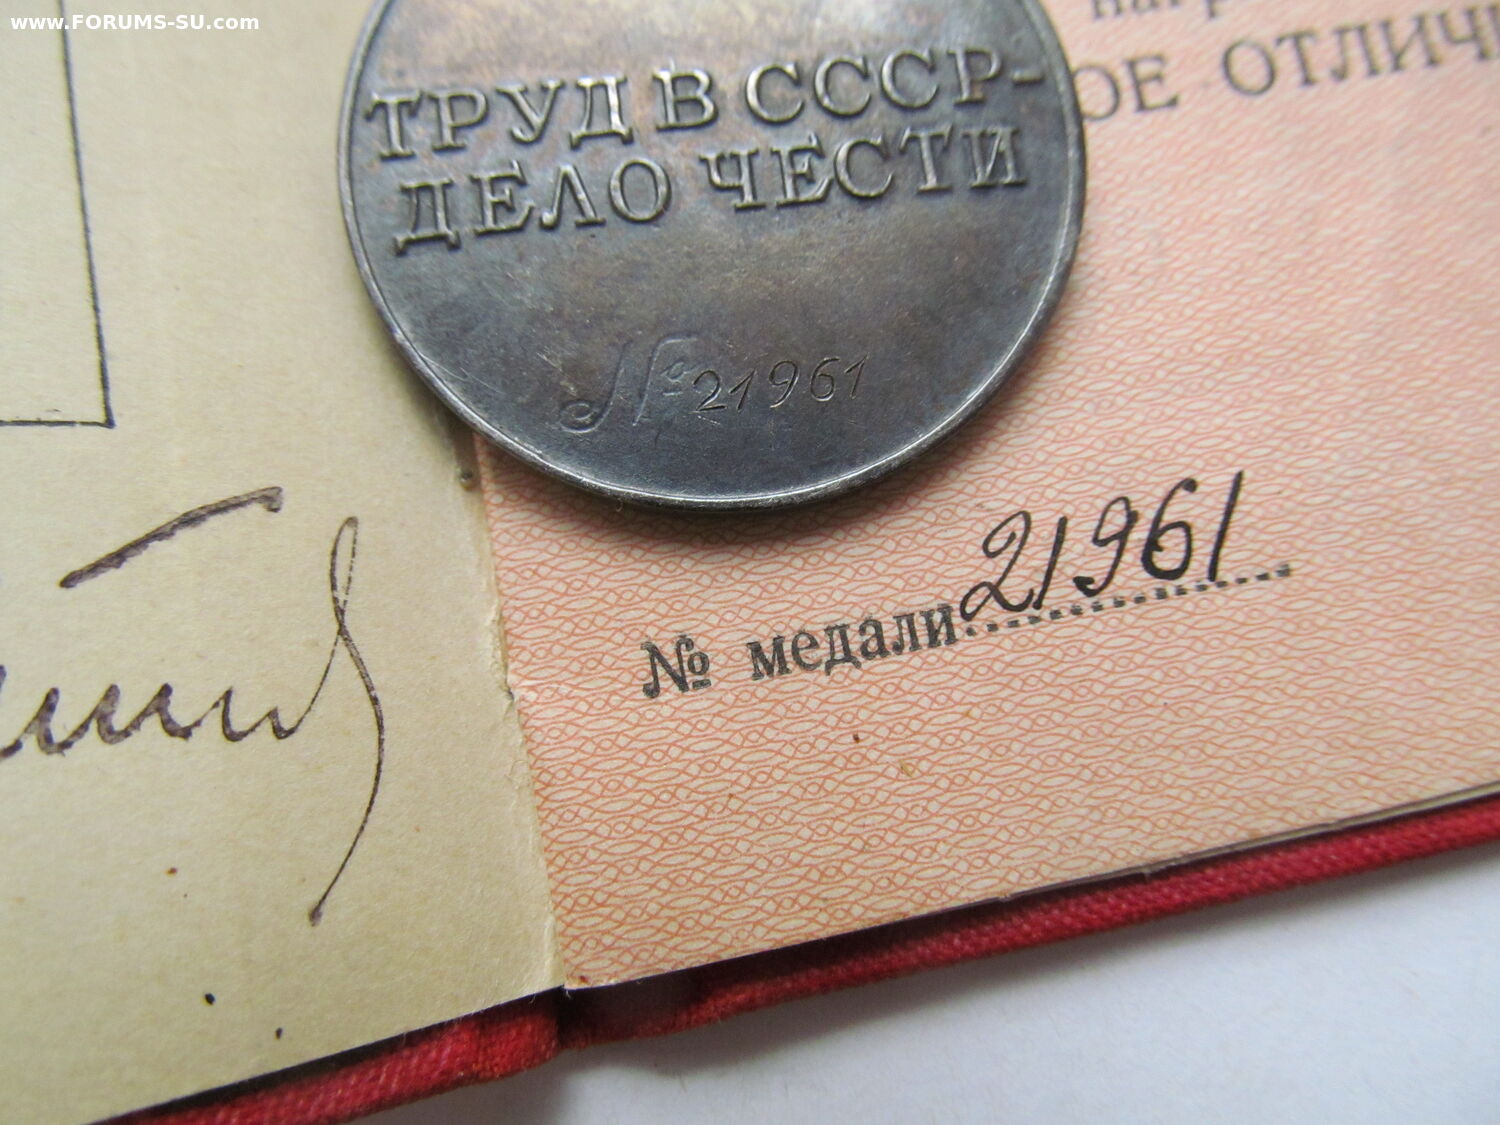 www.FORUMS-SU.com
ОЕ ОТЛИЧ
ТРУД В СССР-
ДЕЛО ЧЕСТИ
№ 21961
№ медали 21961